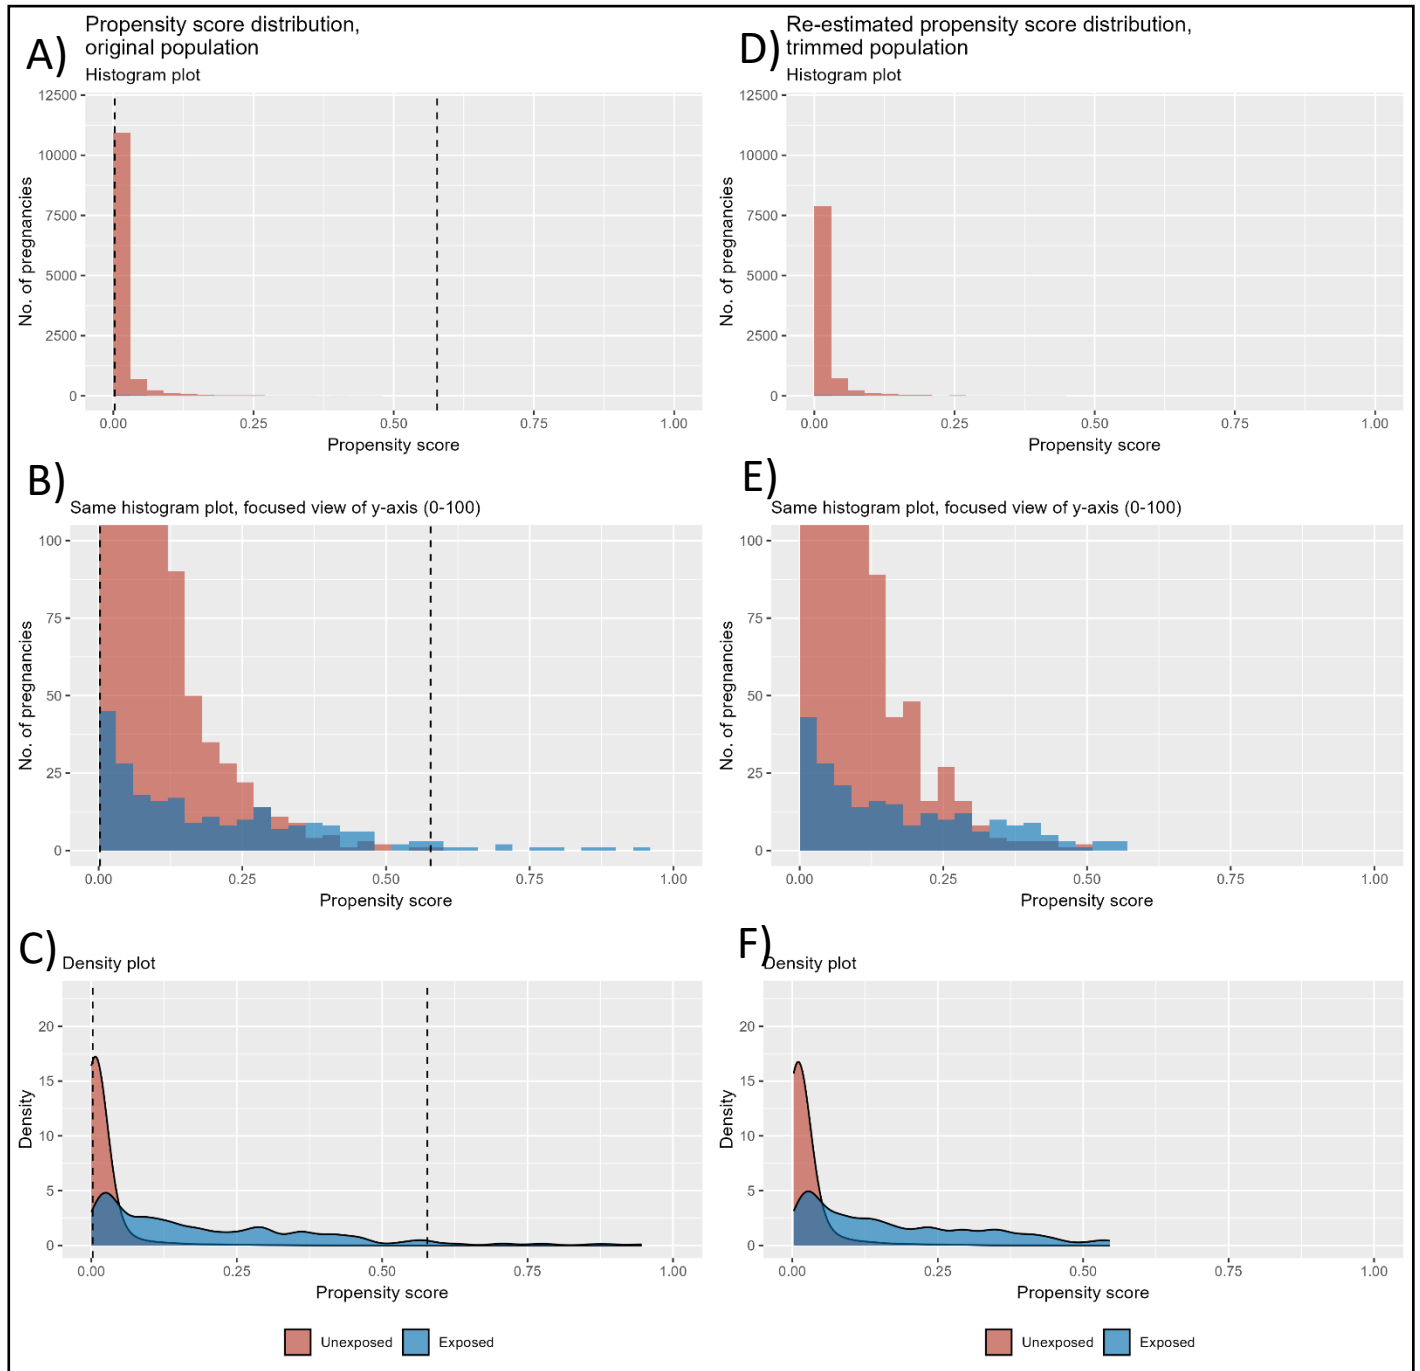 A)
Propensity score distribution,
original population
Histogram plot
12500
10000
7500
5000
2500
0
No. of pregnancies
0.00 0.25 0.50 0.75 1.00
Propensity score
B)
Same histogram plot, focused view of y-axis (0-100)
100
75
50
25
0
No. of pregnancies
0.00 0.25 0.50 0.75 1.00
Propensity score
C)
Density plot
20
15
10
5
0
Density
0.00 0.25 0.50 0.75 1.00
Propensity score
Unexposed Exposed
D)
Re-estimated propensity score distribution,
trimmed population
Histogram plot
12500
10000
7500
5000
2500
0
No. of pregnancies
0.00 0.25 0.50 0.75 1.00
Propensity score
E)
Same histogram plot, focused view of y-axis (0-100)
100
75
50
25
0
No. of pregnancies
0.00 0.25 0.50 0.75 1.00
Propensity score
F)
Density plot
20
15
10
5
0
Density
0.00 0.25 0.50 0.75 1.00
Propensity score
Unexposed Exposed